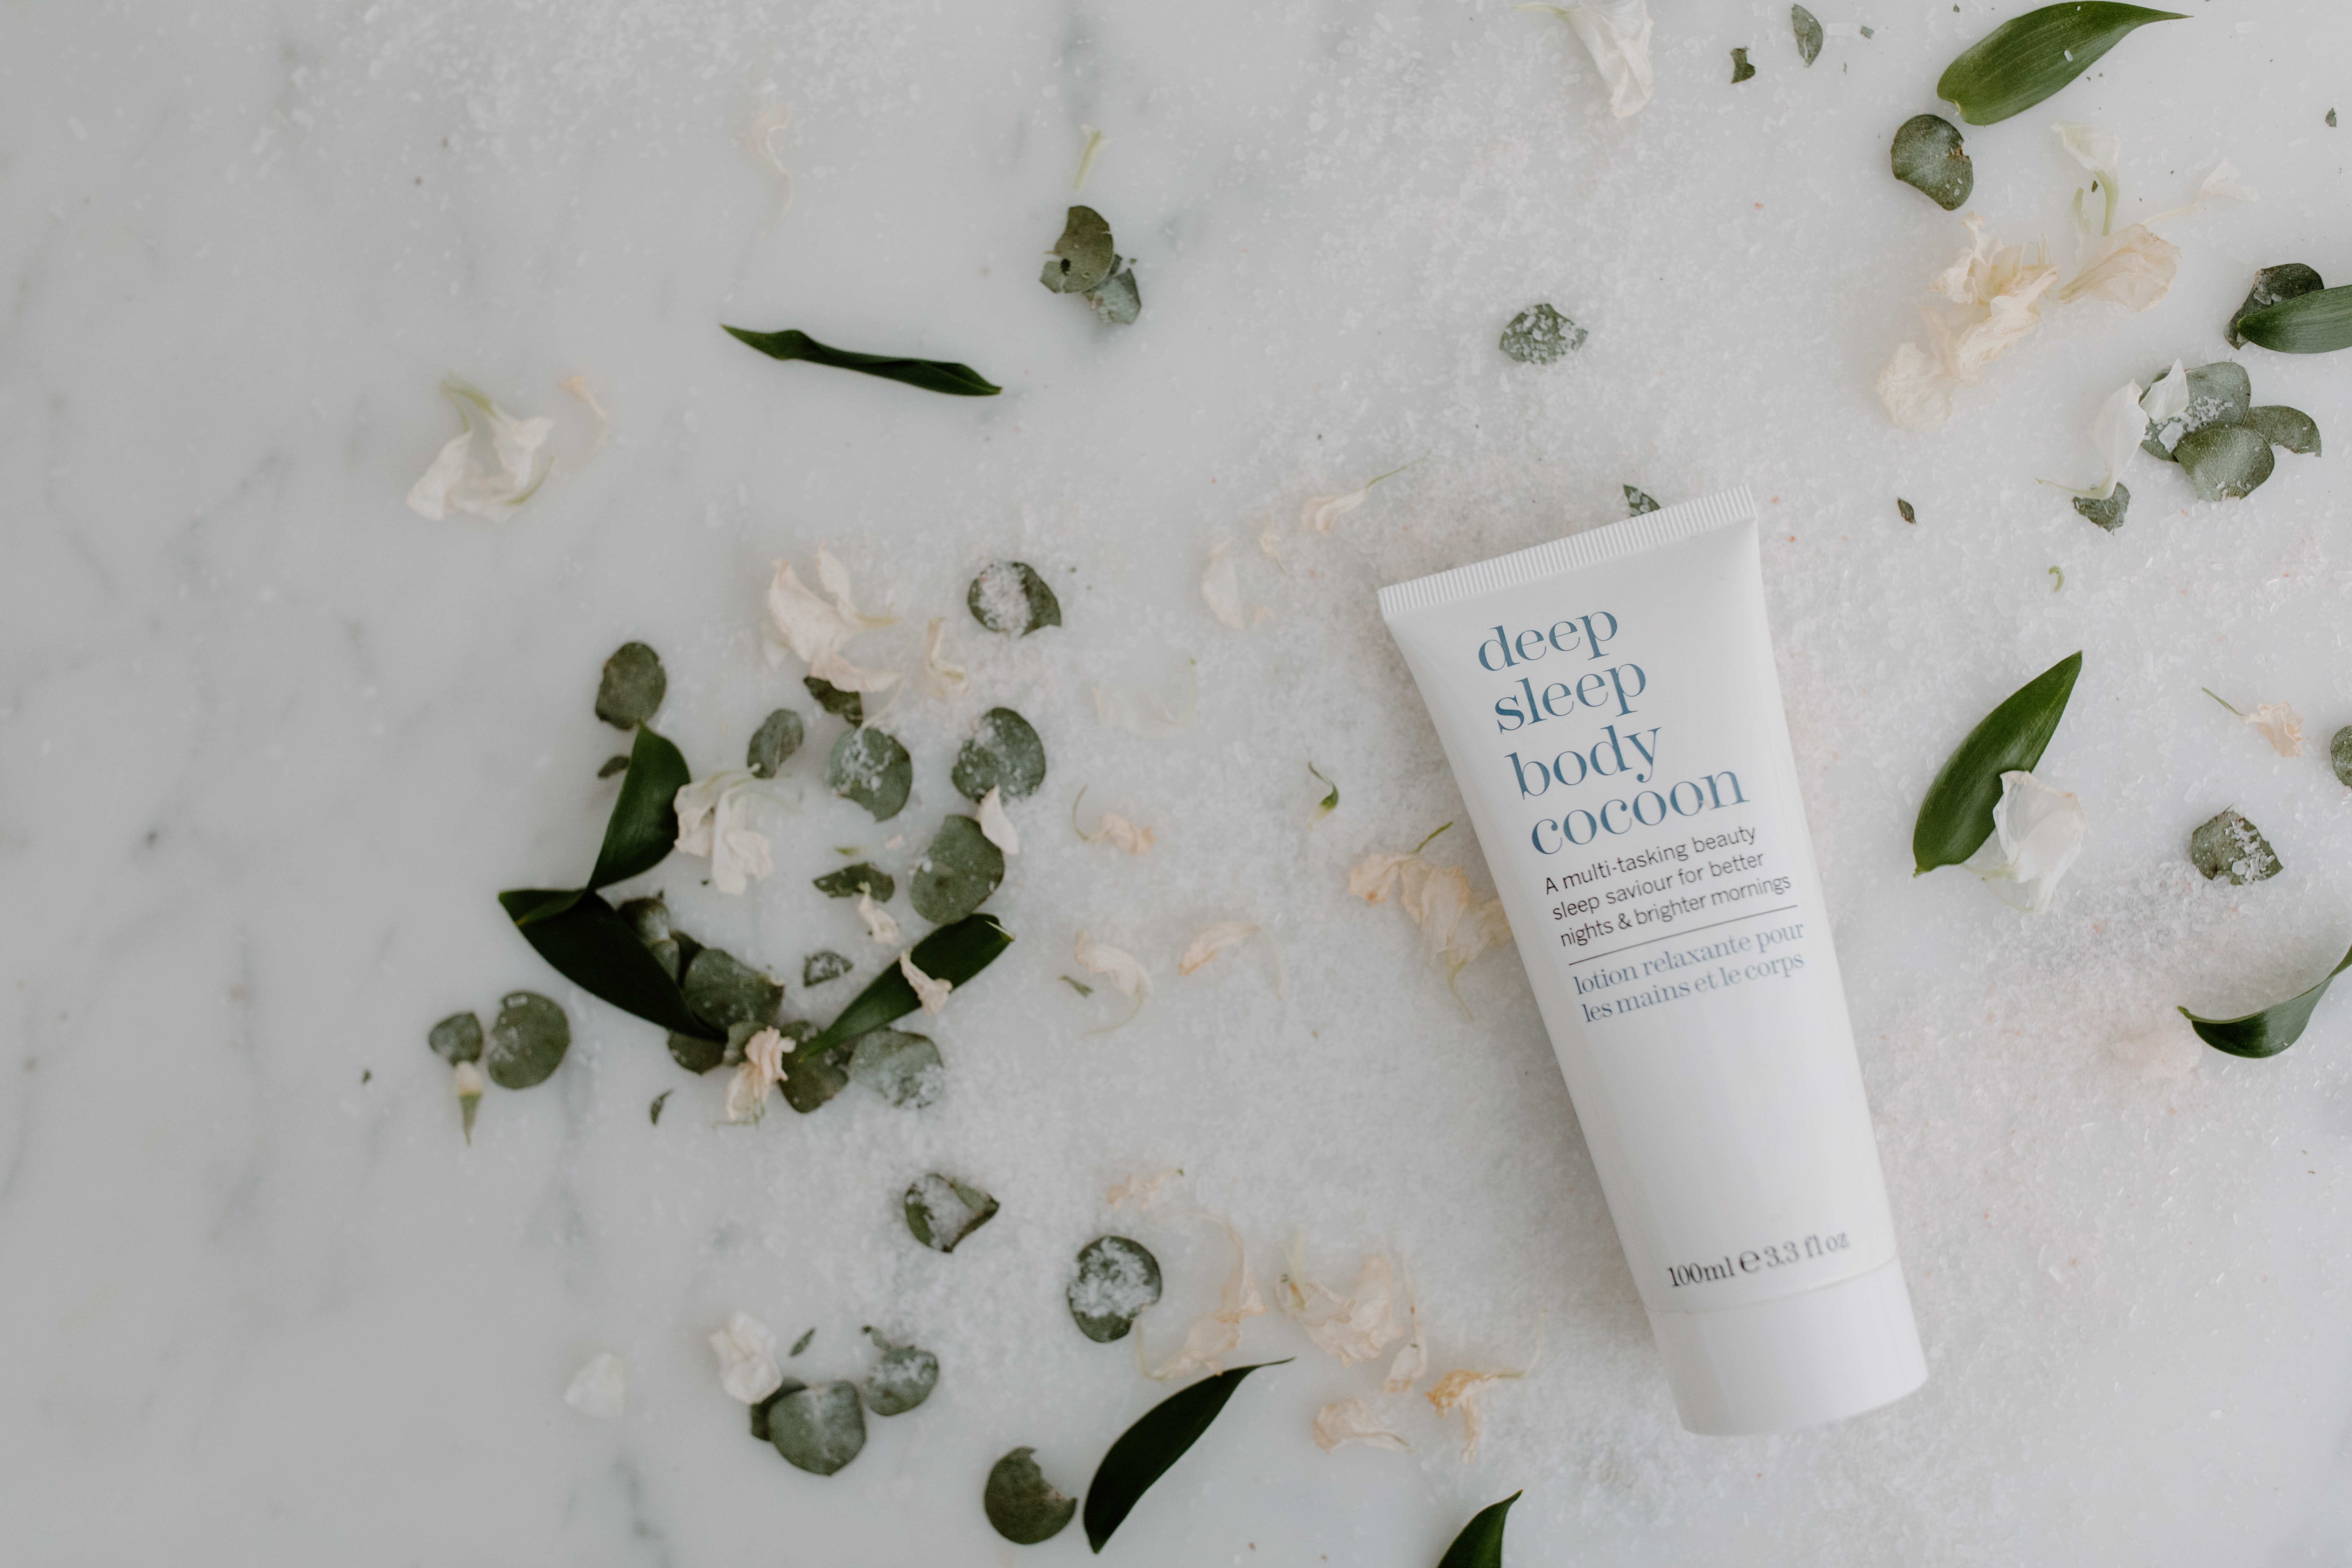 deep
sleep
body
cocoon
A multi-tasking beauty
sleep saviour for better
nights & brighter mornings
lotion relaxante pour
les mains et le corps
100ml ℮ 3.3 fl oz